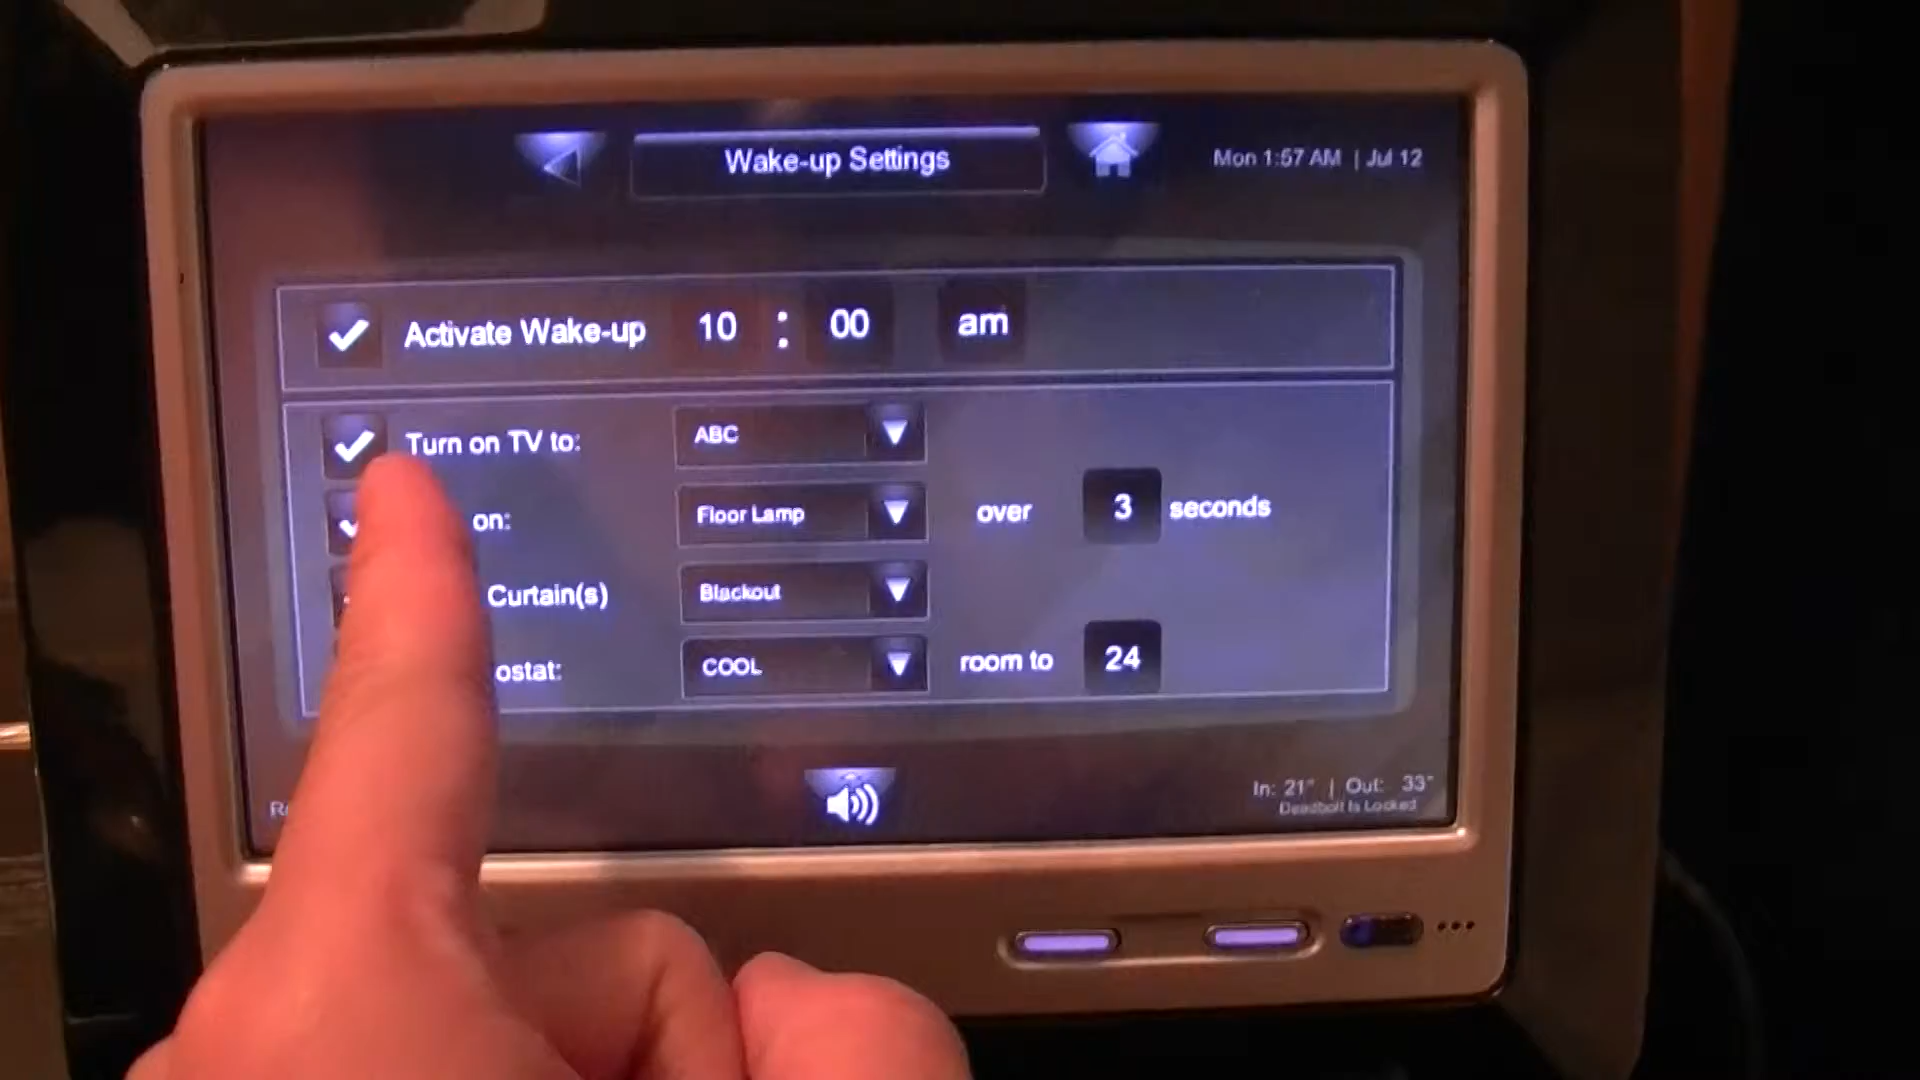 Wake-up Settings
Mon 1:57 AM | Jul 12
Activate Wake-up 10 : 00 am
Turn on TV to: ABC
on: Floor Lamp over 3 seconds
Curtain(s) Blackout
ostat: COOL room to 24
In: 21° | Out: 33°
Deadbolt Is Locked